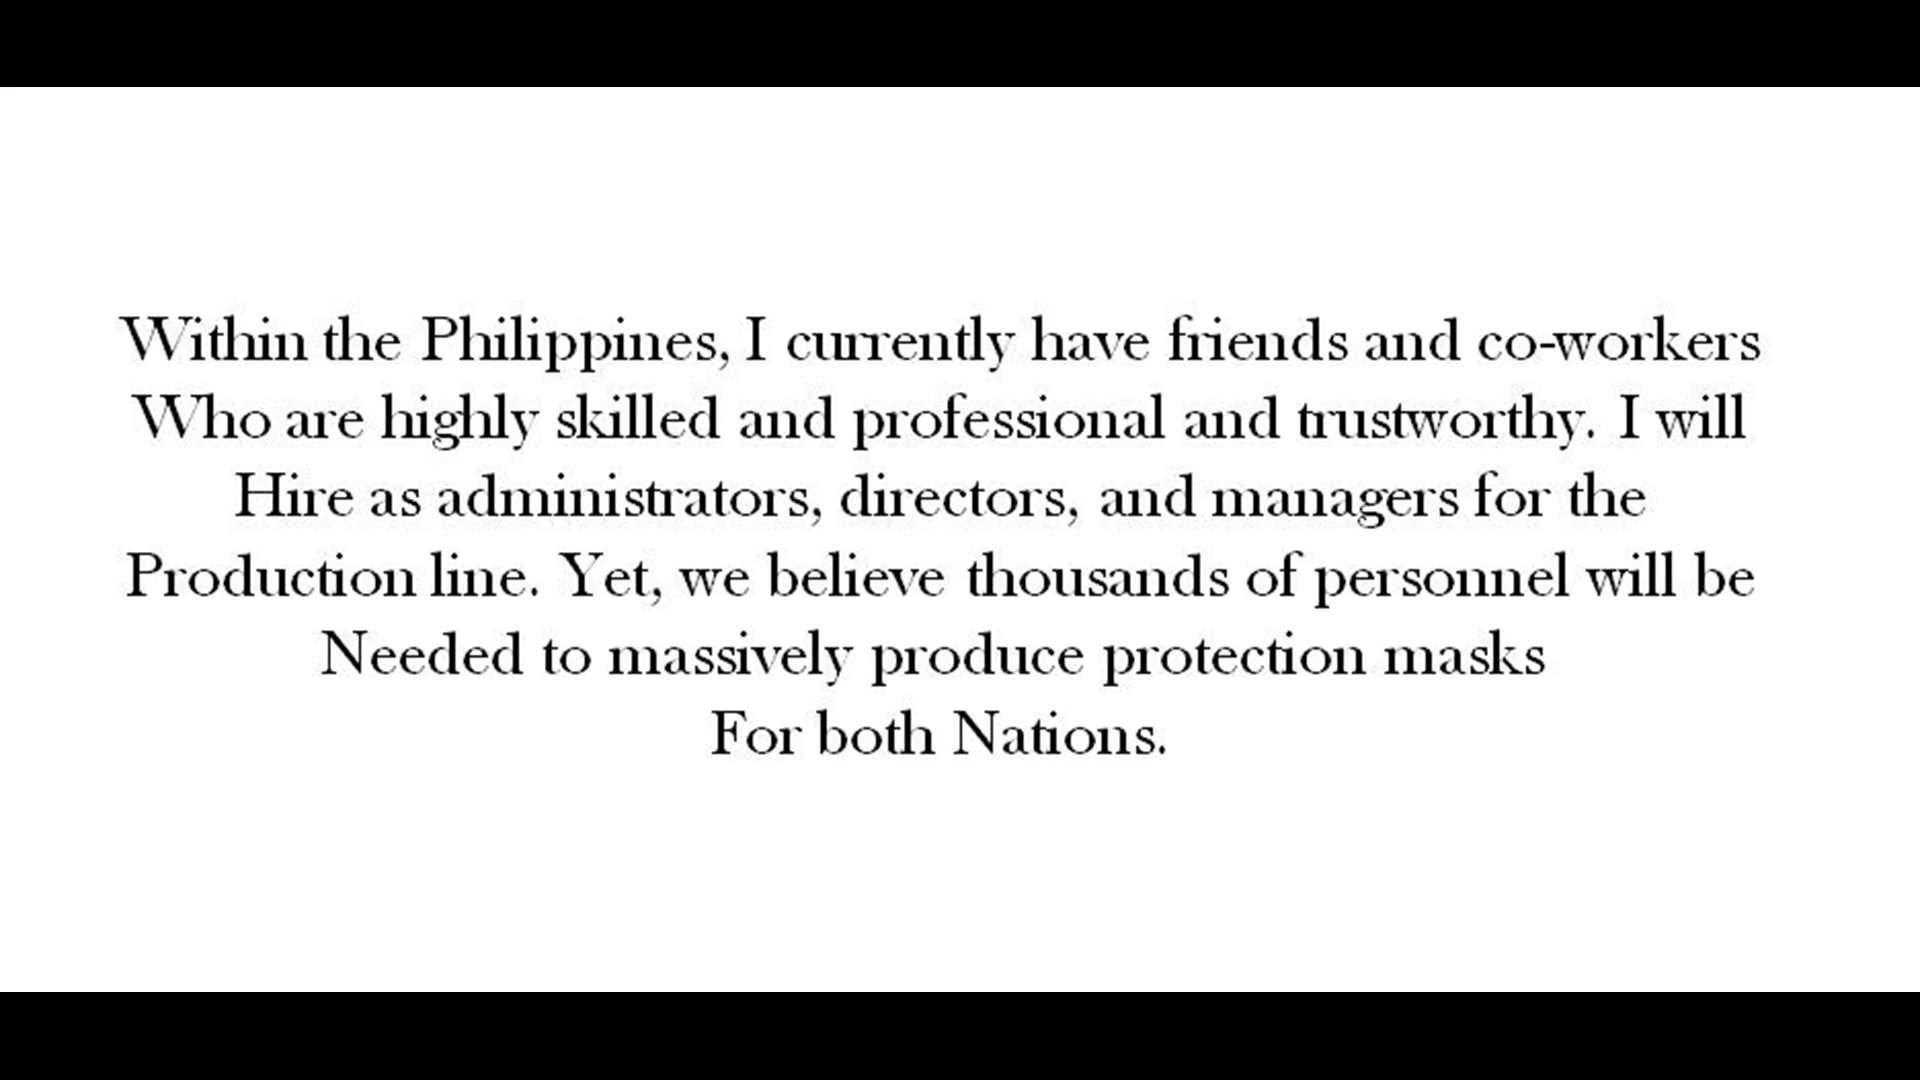 Within the Philippines, I currently have friends and co-workers
Who are highly skilled and professional and trustworthy. I will
Hire as administrators, directors, and managers for the
Production line. Yet, we believe thousands of personnel will be
Needed to massively produce protection masks
For both Nations.